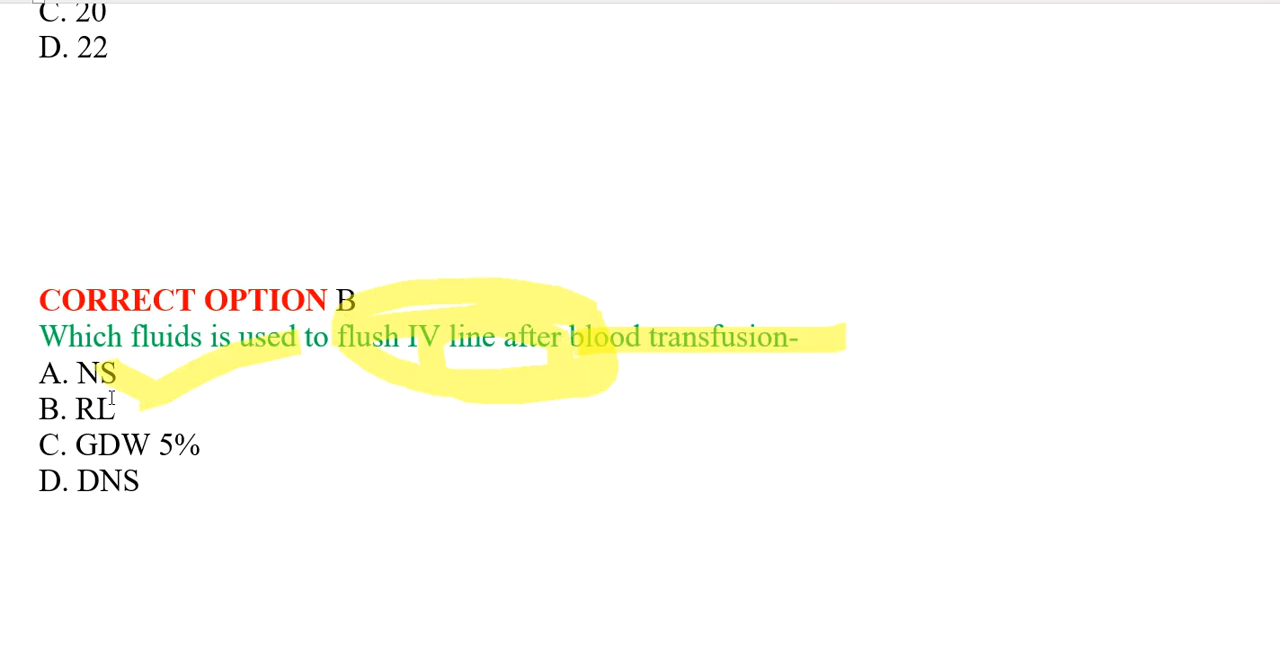 C. 20
D. 22
CORRECT OPTION B
Which fluids is used to flush IV line after blood transfusion-
A. NS
B. RL
C. GDW 5%
D. DNS